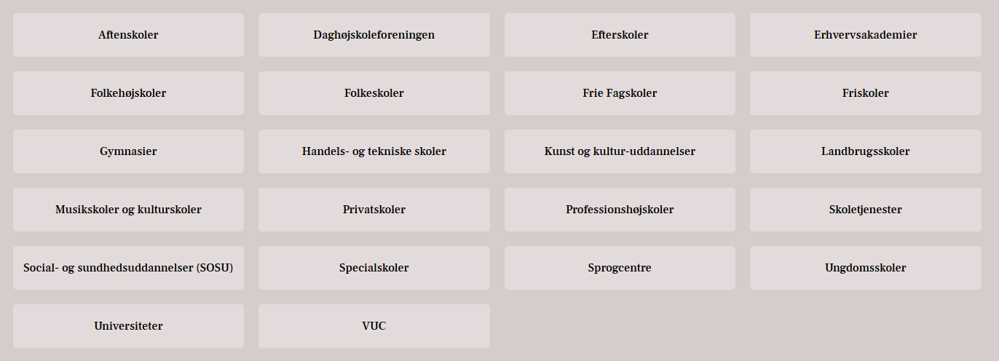 Aftenskoler
Daghøjskoleforeningen
Efterskoler
Erhvervsakademier
Folkehøjskoler
Folkeskoler
Frie Fagskoler
Friskoler
Gymnasier
Handels- og tekniske skoler
Kunst og kultur-uddannelser
Landbrugsskoler
Musikskoler og kulturskoler
Privatskoler
Professionshøjskoler
Skoletjenester
Social- og sundhedsuddannelser (SOSU)
Specialskoler
Sprogcentre
Ungdomsskoler
Universiteter
VUC